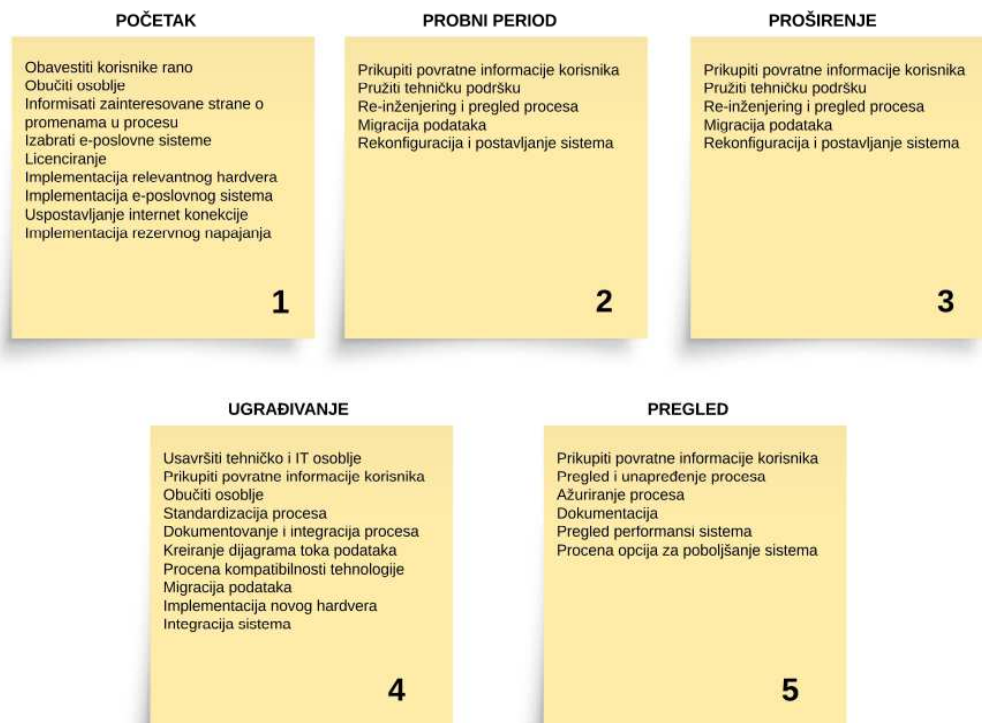 POČETAK
Obavestiti korisnike rano
Obučiti osoblje
Informisati zainteresovane strane o
promenama u procesu
Izabrati e-poslovne sisteme
Licenciranje
Implementacija relevantnog hardvera
Implementacija e-poslovnog sistema
Uspostavljanje internet konekcije
Implementacija rezervnog napajanja
1
PROBNI PERIOD
Prikupiti povratne informacije korisnika
Pružiti tehničku podršku
Re-inženjering i pregled procesa
Migracija podataka
Rekonfiguracija i postavljanje sistema
2
PROŠIRENJE
Prikupiti povratne informacije korisnika
Pružiti tehničku podršku
Re-inženjering i pregled procesa
Migracija podataka
Rekonfiguracija i postavljanje sistema
3
UGRAĐIVANJE
Usavršiti tehničko i IT osoblje
Prikupiti povratne informacije korisnika
Obučiti osoblje
Standardizacija procesa
Dokumentovanje i integracija procesa
Kreiranje dijagrama toka podataka
Procena kompatibilnosti tehnologije
Migracija podataka
Implementacija novog hardvera
Integracija sistema
4
PREGLED
Prikupiti povratne informacije korisnika
Pregled i unapređenje procesa
Ažuriranje procesa
Dokumentacija
Pregled performansi sistema
Procena opcija za poboljšanje sistema
5